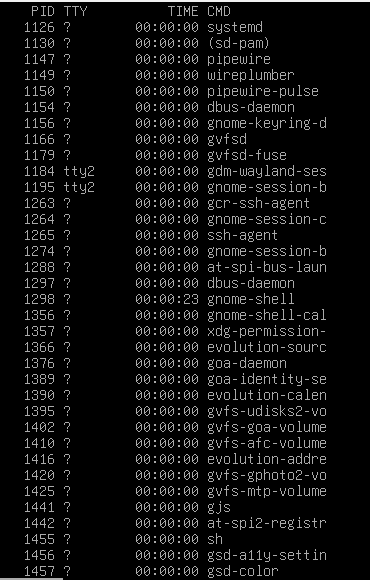 PID TTY TIME CMD
1126 ? 00:00:00 systemd
1130 ? 00:00:00 (sd-pam)
1147 ? 00:00:00 pipewire
1149 ? 00:00:00 wireplumber
1150 ? 00:00:00 pipewire-pulse
1154 ? 00:00:00 dbus-daemon
1156 ? 00:00:00 gnome-keyring-d
1166 ? 00:00:00 gvfsd
1179 ? 00:00:00 gvfsd-fuse
1184 tty2 00:00:00 gdm-wayland-ses
1195 tty2 00:00:00 gnome-session-b
1263 ? 00:00:00 gcr-ssh-agent
1264 ? 00:00:00 gnome-session-c
1265 ? 00:00:00 ssh-agent
1274 ? 00:00:00 gnome-session-b
1288 ? 00:00:00 at-spi-bus-laun
1297 ? 00:00:00 dbus-daemon
1298 ? 00:00:23 gnome-shell
1356 ? 00:00:00 gnome-shell-cal
1357 ? 00:00:00 xdg-permission-
1366 ? 00:00:00 evolution-sourc
1376 ? 00:00:00 goa-daemon
1389 ? 00:00:00 goa-identity-se
1390 ? 00:00:00 evolution-calen
1395 ? 00:00:00 gvfs-udisks2-vo
1402 ? 00:00:00 gvfs-goa-volume
1410 ? 00:00:00 gvfs-afc-volume
1416 ? 00:00:00 evolution-addre
1420 ? 00:00:00 gvfs-gphoto2-vo
1425 ? 00:00:00 gvfs-mtp-volume
1441 ? 00:00:00 gjs
1442 ? 00:00:00 at-spi2-registr
1455 ? 00:00:00 sh
1456 ? 00:00:00 gsd-a11y-settin
1457 ? 00:00:00 gsd-color